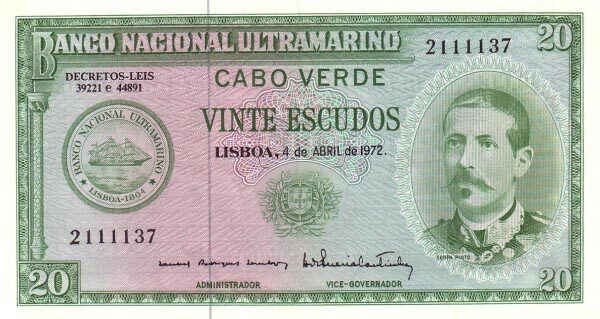 BANCO NACIONAL ULTRAMARINO
2111137
20
DECRETOS-LEIS
39221 e 44891
CABO VERDE
VINTE ESCUDOS
LISBOA, 4 de ABRIL de 1972.
BANCO NACIONAL ULTRAMARINO
LISBOA-1864
2111137
SERPA PINTO
20
ADMINISTRADOR
VICE-GOVERNADOR
20